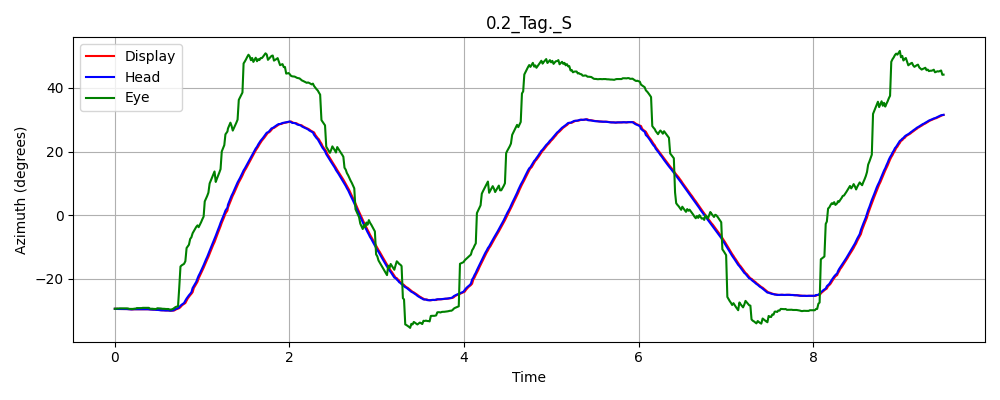 0.2_Tag._S
Display
Head
Eye
Azimuth (degrees)
40
20
0
−20
0 2 4 6 8
Time